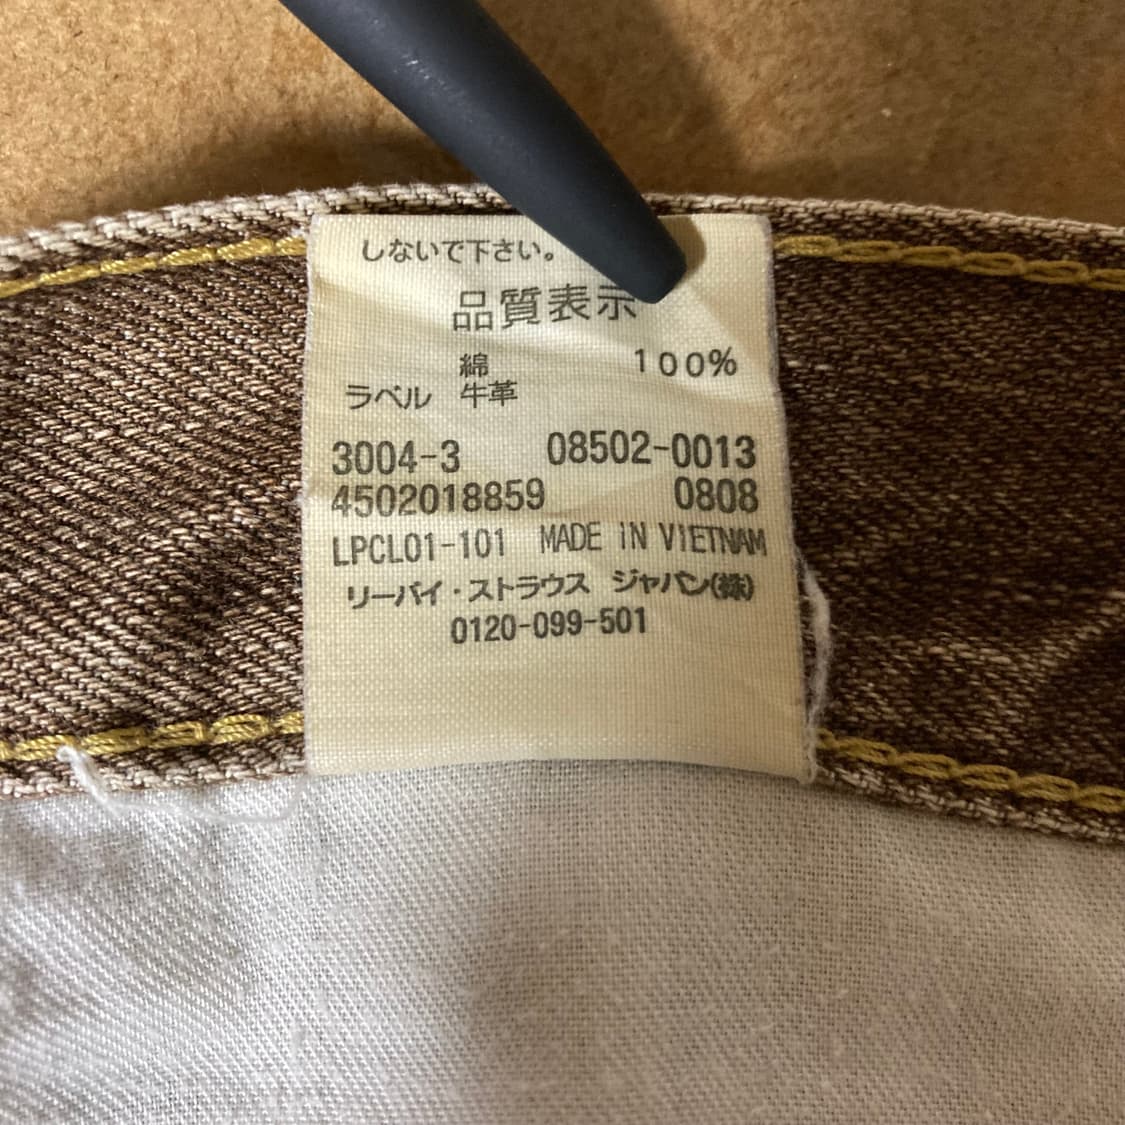 しないで下さい。
品質表示
綿 100%
ラベル 牛革
3004-3 08502-0013
4502018859 0808
LPCL01-101 MADE IN VIETNAM
リーバイ・ストラウス ジャパン(株)
0120-099-501